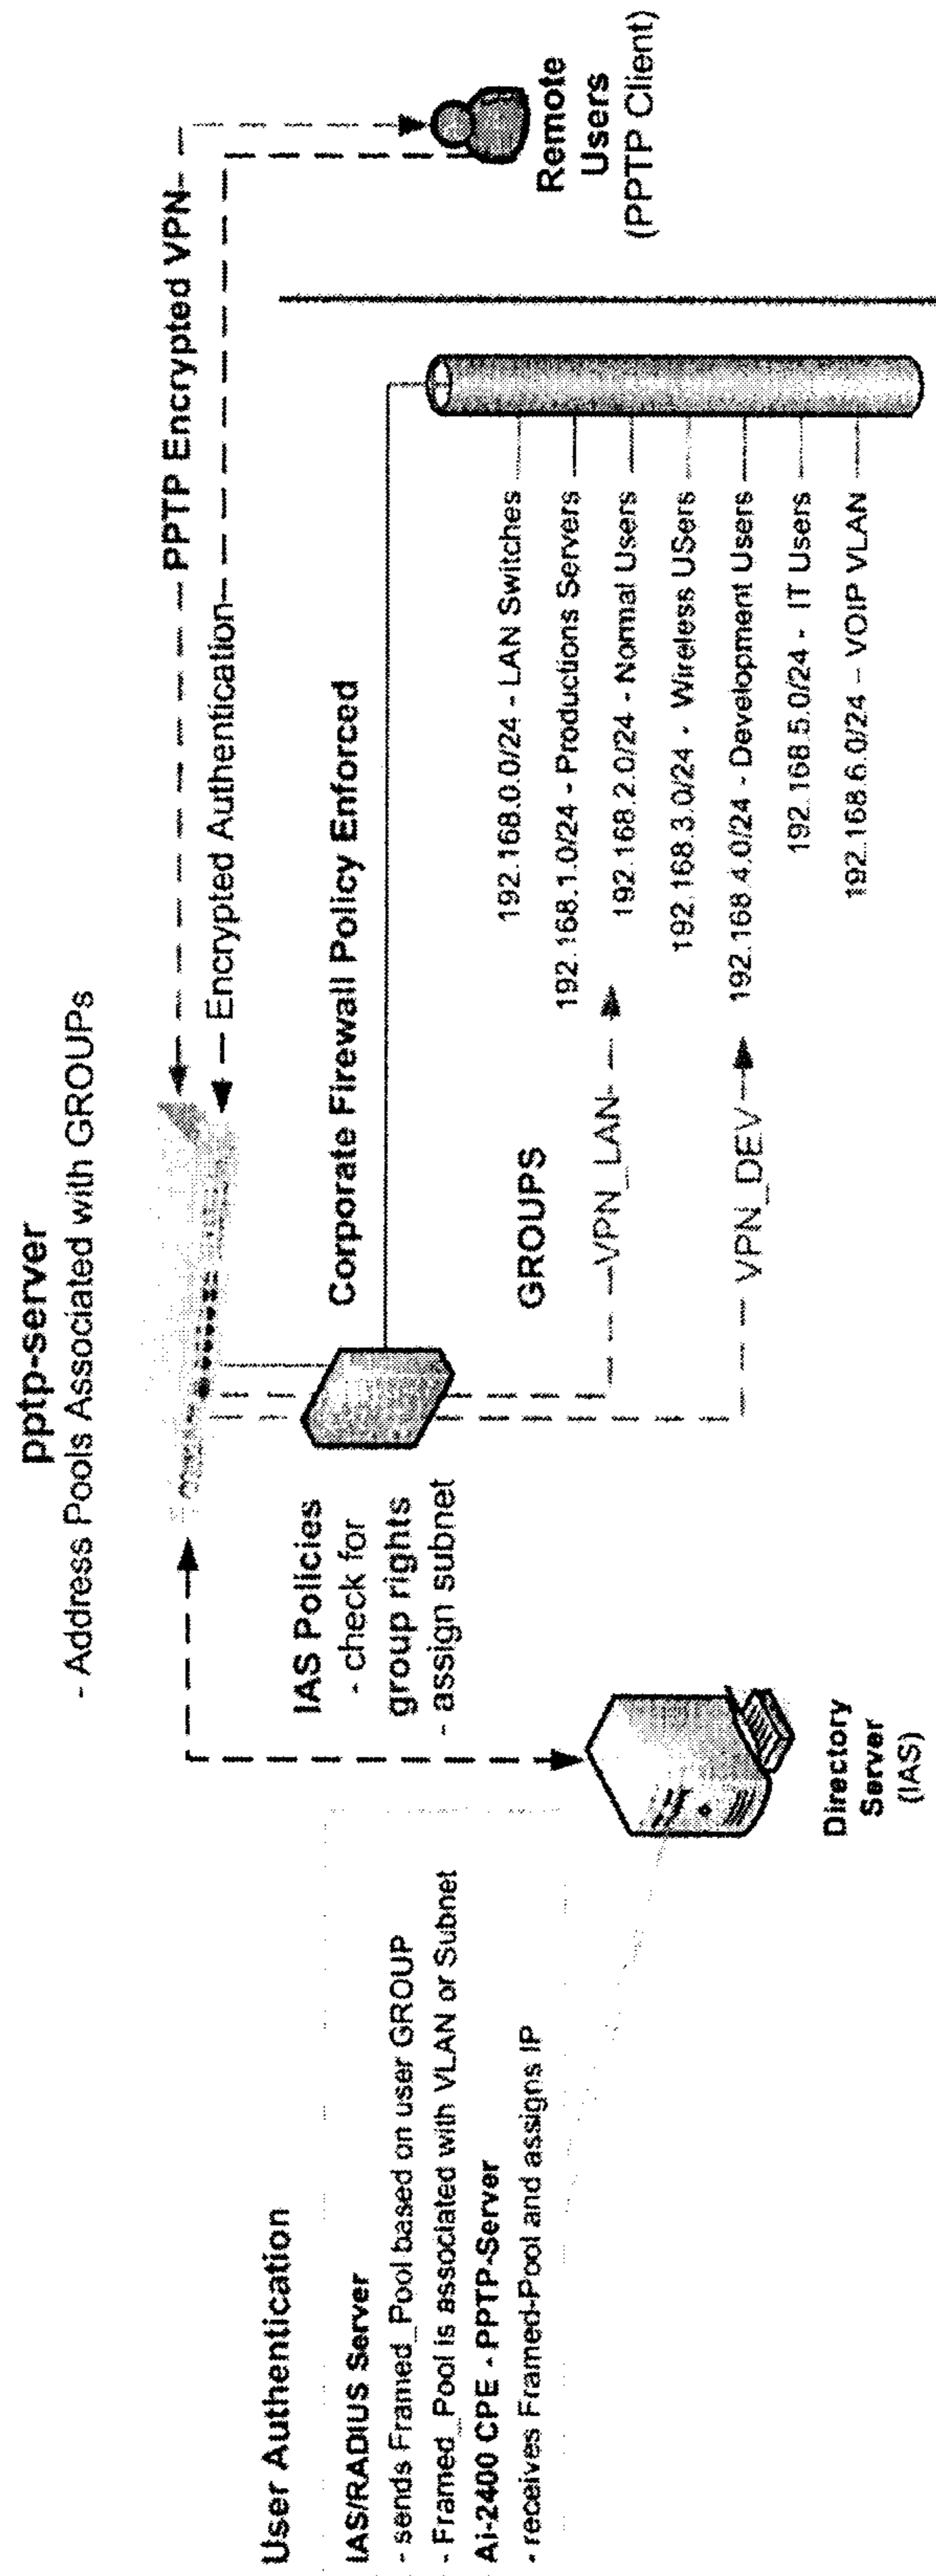 pptp-server
- Address Pools Associated with GROUPs
PPTP Encrypted VPN
Encrypted Authentication
Remote
Users
(PPTP Client)
Corporate Firewall Policy Enforced
192.168.0.0/24 - LAN Switches
192.168.1.0/24 - Productions Servers
192.168.2.0/24 - Normal Users
192.168.3.0/24 - Wireless USers
192.168.4.0/24 - Development Users
192.168.5.0/24 - IT Users
192.168.6.0/24 – VOIP VLAN
GROUPS
VPN_LAN
VPN_DEV
IAS Policies
- check for
group rights
- assign subnet
Directory
Server
(IAS)
User Authentication
IAS/RADIUS Server
- sends Framed_Pool based on user GROUP
- Framed_Pool is associated with VLAN or Subnet
Ai-2400 CPE - PPTP-Server
- receives Framed-Pool and assigns IP